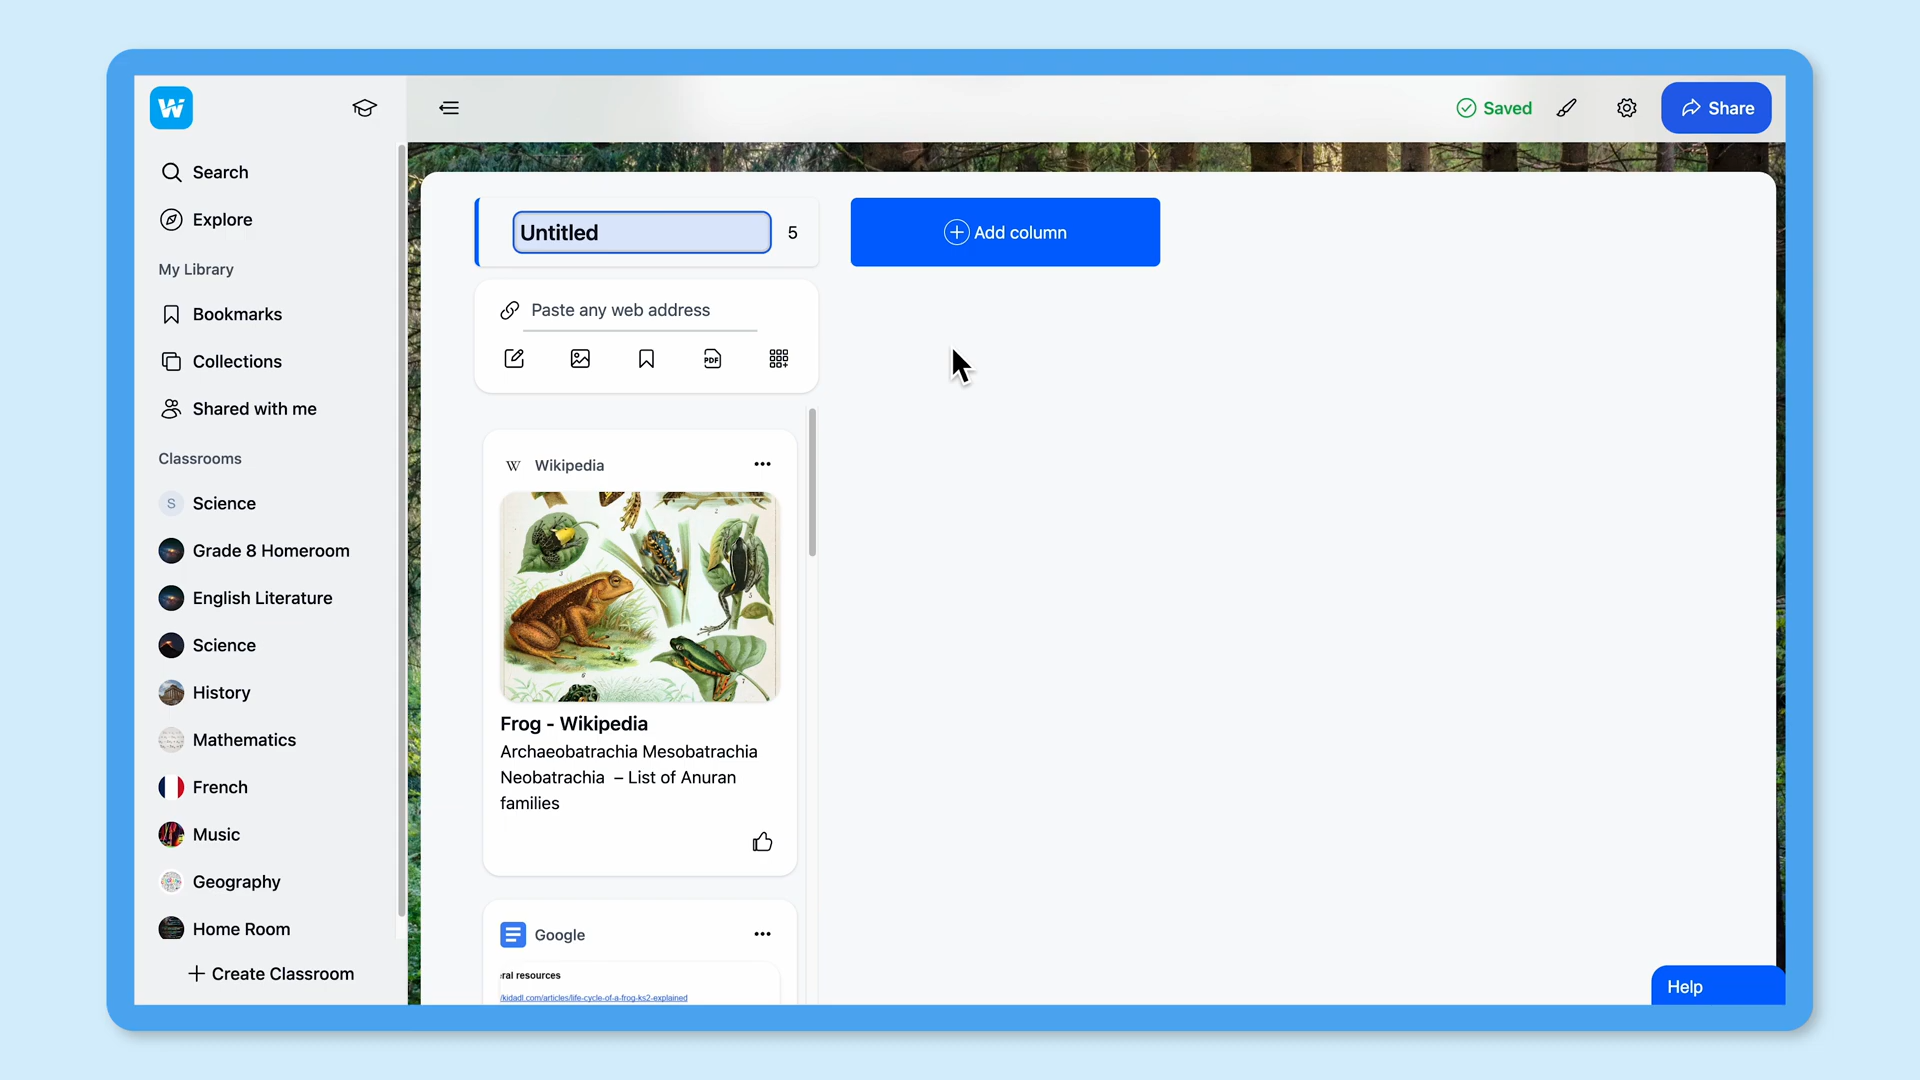 W
Search
Explore
My Library
Bookmarks
Collections
Shared with me
Classrooms
S Science
Grade 8 Homeroom
English Literature
Science
History
Mathematics
French
Music
Geography
Home Room
Create Classroom
Saved
Share
Untitled
5
Add column
Paste any web address
PDF
W Wikipedia
Frog - Wikipedia
Archaeobatrachia Mesobatrachia
Neobatrachia – List of Anuran
families
Google
ral resources
/kidadl.com/articles/life-cycle-of-a-frog-ks2-explained
Help